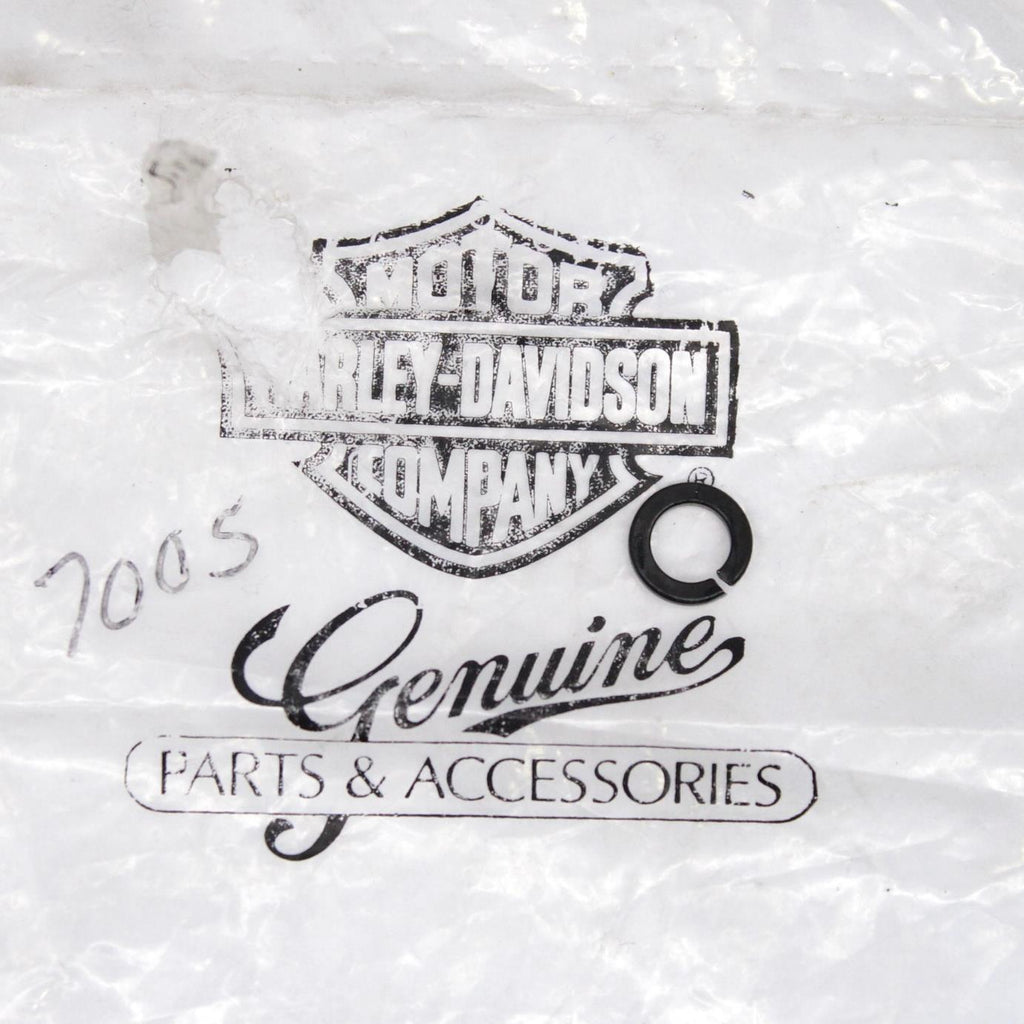 MOTOR
HARLEY-DAVIDSON
COMPANY
®
7005
Genuine
PARTS & ACCESSORIES